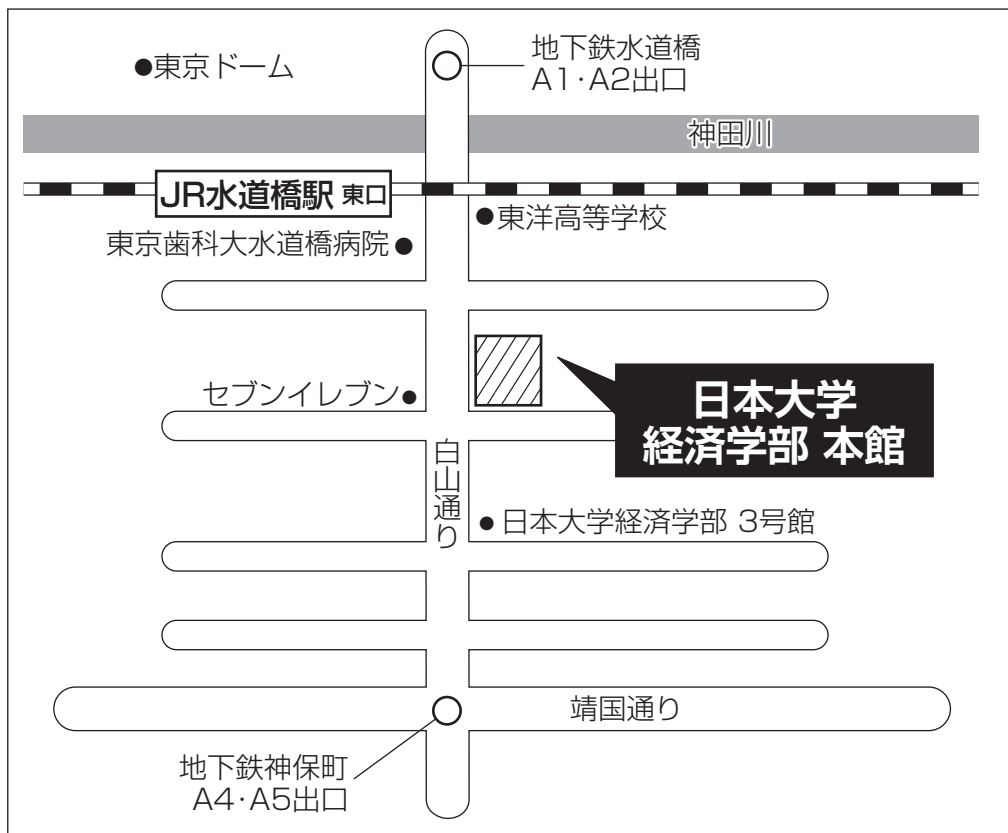 ●東京ドーム
地下鉄水道橋
A1・A2出口
神田川
JR水道橋駅 東口
●東洋高等学校
東京歯科大水道橋病院●
セブンイレブン●
日本大学
経済学部 本館
白山通り
●日本大学経済学部 3号館
靖国通り
地下鉄神保町
A4・A5出口